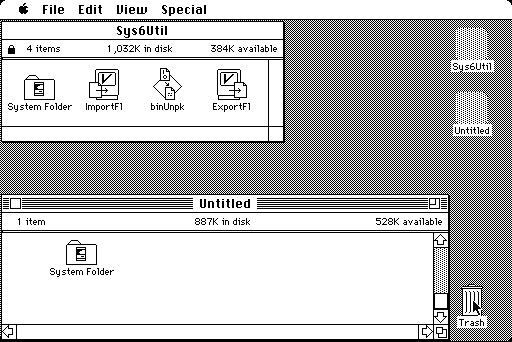 File Edit View Special
Sys6Util
4 items 1,032K in disk 384K available
System Folder ImportFl binUnpk ExportFl
Sys6Util
Untitled
Untitled
1 item 887K in disk 528K available
System Folder
Trash